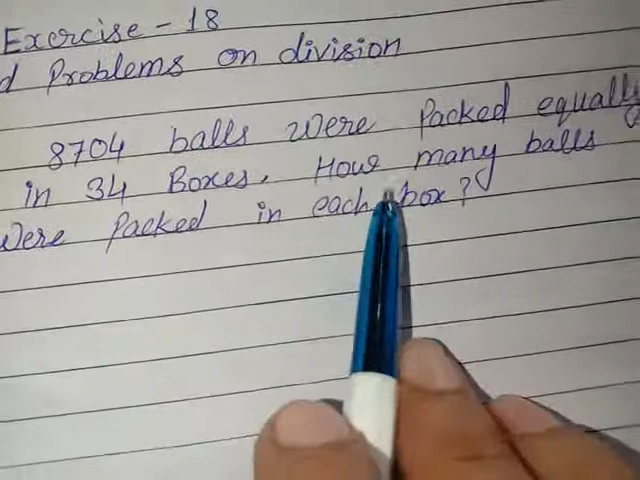 Exercise - 18
d Problems on division
8704 balls were Packed equally
in 34 Boxes. How many balls
Were Packed in each box?